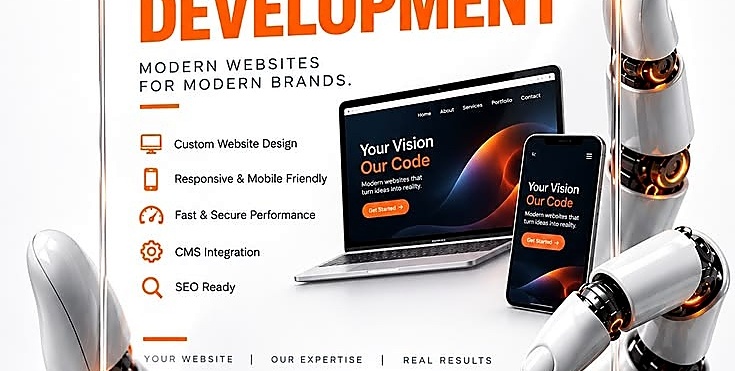 DEVELOPMENT
MODERN WEBSITES
FOR MODERN BRANDS.
Custom Website Design
Responsive & Mobile Friendly
Fast & Secure Performance
CMS Integration
SEO Ready
Home About Services Portfolio Contact
Your Vision
Our Code
Modern websites that
turn ideas into reality.
Get Started →
Your Vision
Our Code
Modern websites that
turn ideas into reality.
Get Started →
YOUR WEBSITE | OUR EXPERTISE | REAL RESULTS